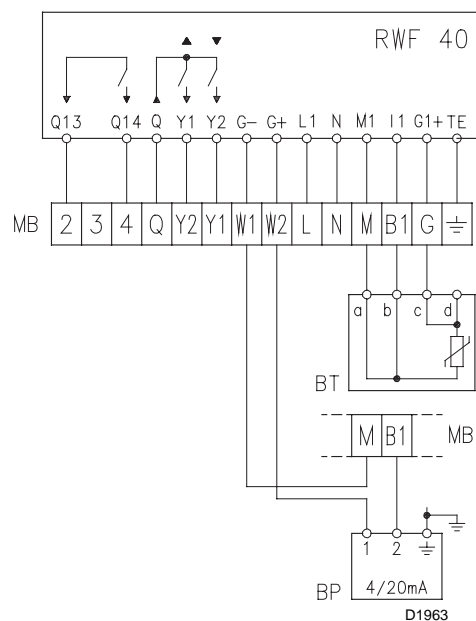 RWF 40
Q13 Q14 Q Y1 Y2 G- G+ L1 N M1 I1 G1+ TE
MB 2 3 4 Q Y2 Y1 W1 W2 L N M B1 G
a b c d
BT
M B1 MB
1 2
BP 4/20mA
D1963